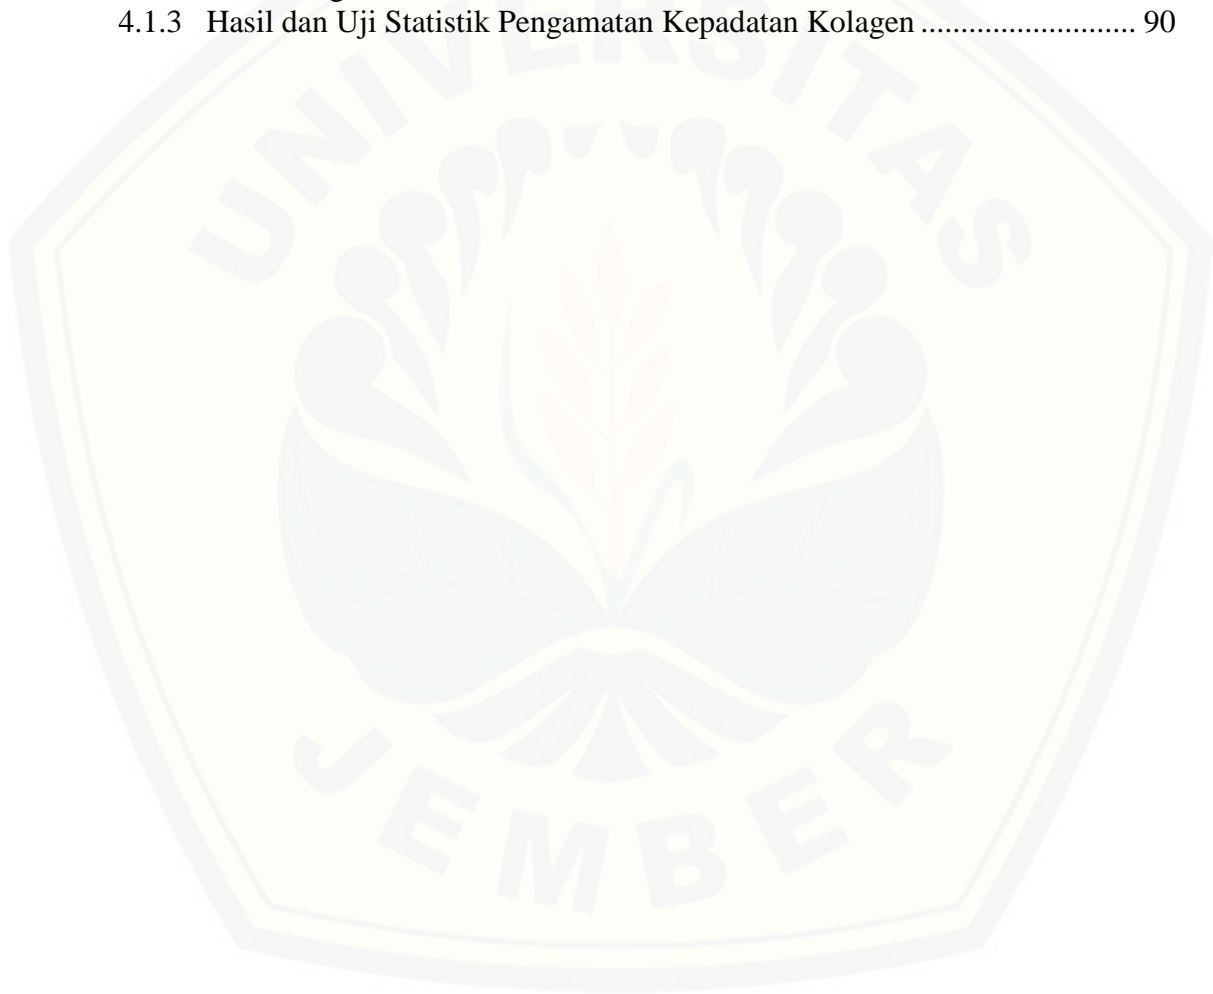 4.1.3 Hasil dan Uji Statistik Pengamatan Kepadatan Kolagen ........................... 90
UNIVERSITAS
JEMBER